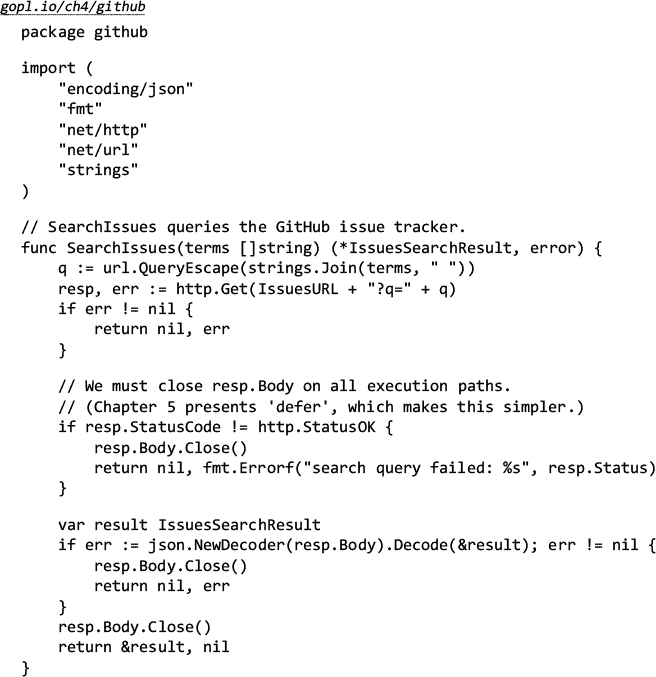 gopl.io/ch4/github
package github
import (
"encoding/json"
"fmt"
"net/http"
"net/url"
"strings"
)
// SearchIssues queries the GitHub issue tracker.
func SearchIssues(terms []string) (*IssuesSearchResult, error) {
q := url.QueryEscape(strings.Join(terms, " "))
resp, err := http.Get(IssuesURL + "?q=" + q)
if err != nil {
return nil, err
}
// We must close resp.Body on all execution paths.
// (Chapter 5 presents 'defer', which makes this simpler.)
if resp.StatusCode != http.StatusOK {
resp.Body.Close()
return nil, fmt.Errorf("search query failed: %s", resp.Status)
}
var result IssuesSearchResult
if err := json.NewDecoder(resp.Body).Decode(&result); err != nil {
resp.Body.Close()
return nil, err
}
resp.Body.Close()
return &result, nil
}